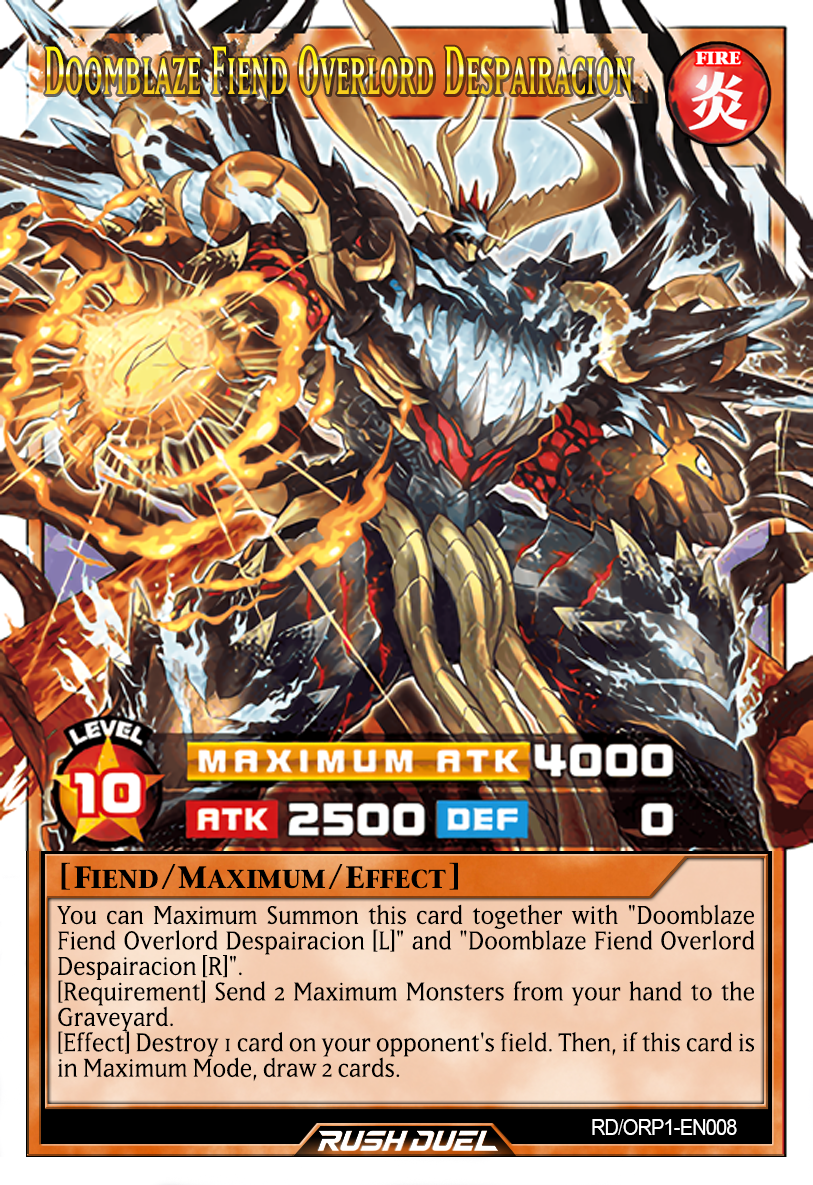 Doomblaze Fiend Overlord Despairacion
FIRE
炎
LEVEL
10
MAXIMUM ATK 4000
ATK 2500 DEF 0
[Fiend/Maximum/Effect]
You can Maximum Summon this card together with "Doomblaze
Fiend Overlord Despairacion [L]" and "Doomblaze Fiend Overlord
Despairacion [R]".
[Requirement] Send 2 Maximum Monsters from your hand to the
Graveyard.
[Effect] Destroy 1 card on your opponent's field. Then, if this card is
in Maximum Mode, draw 2 cards.
RUSH DUEL
RD/ORP1-EN008